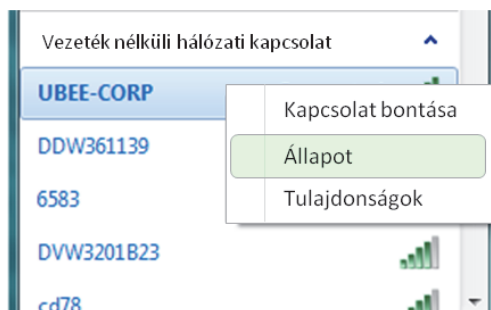 Vezeték nélküli hálózati kapcsolat
UBEE-CORP
Kapcsolat bontása
DDW361139
Állapot
6583
Tulajdonságok
DVW3201B23
cd78